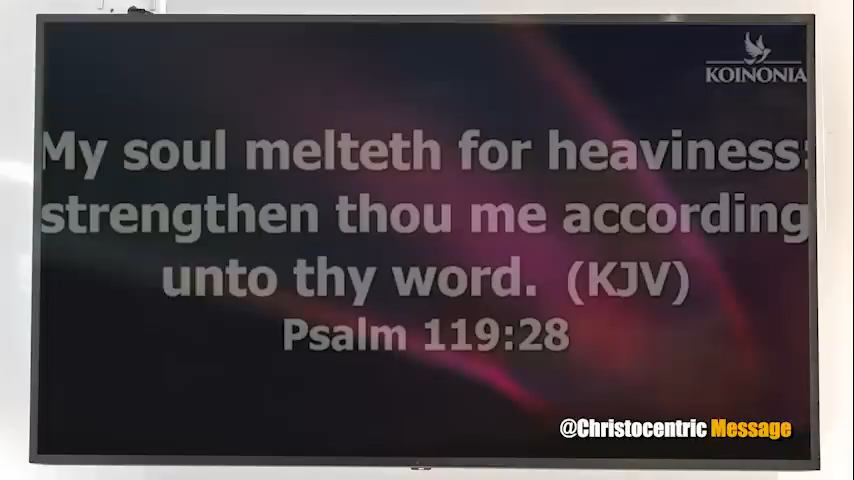 KOINONIA
My soul melteth for heaviness:
strengthen thou me according
unto thy word. (KJV)
Psalm 119:28
@Christocentric Message